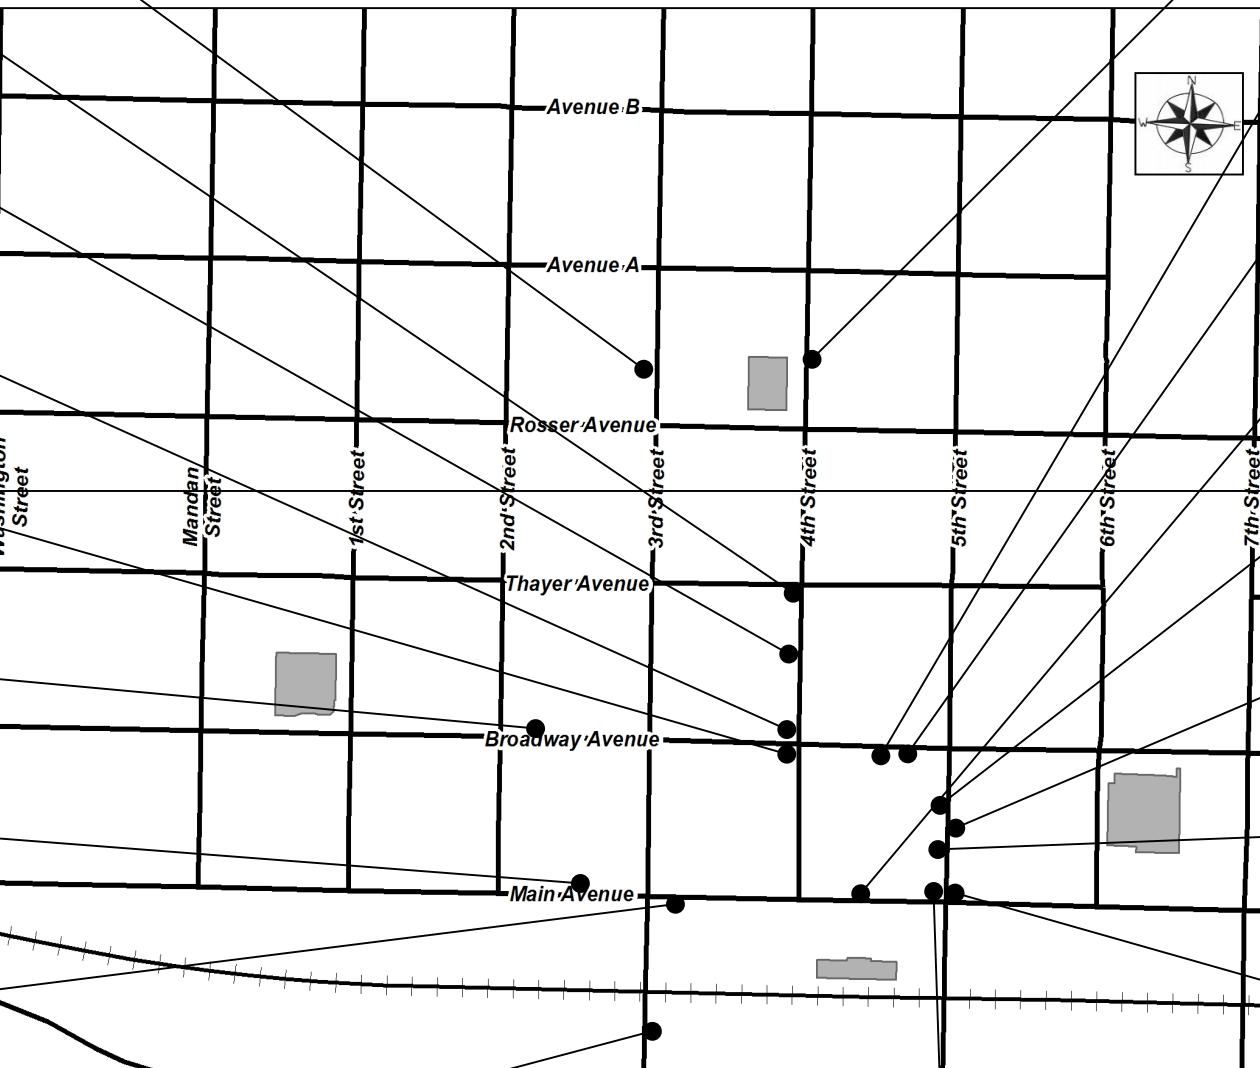 N
Avenue B
W
E
S
Avenue A
Rosser Avenue
Street
Mandan
Street
1st Street
2nd Street
3rd Street
4th Street
5th Street
6th Street
7th Street
Thayer Avenue
Broadway Avenue
Main Avenue